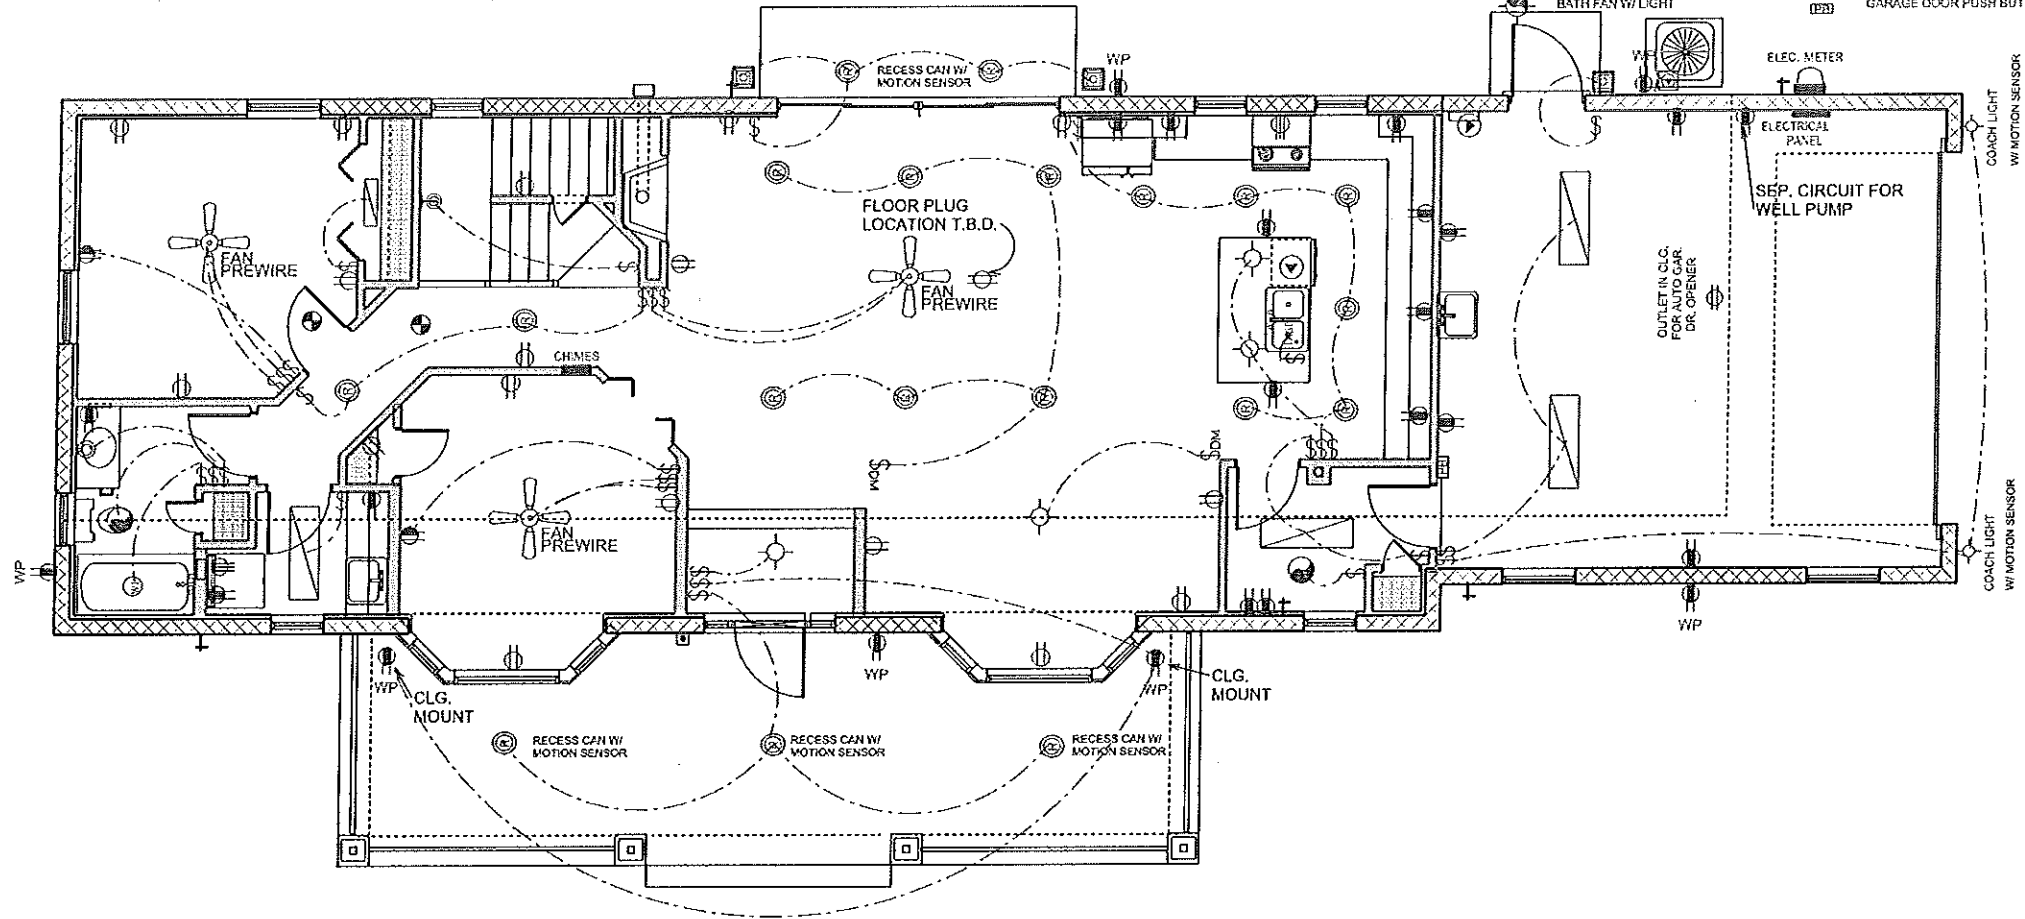 BATH FAN W/ LIGHT
GARAGE DOOR PUSH BUT
RECESS CAN W/
MOTION SENSOR
WP
WP
ELEC. METER
COACH LIGHT
W/ MOTION SENSOR
ELECTRICAL
PANEL
SEP. CIRCUIT FOR
WELL PUMP
FLOOR PLUG
LOCATION T.B.D.
FAN
PREWIRE
FAN
PREWIRE
OUTLET IN CLG.
FOR AUTO GAR.
DR. OPENER
CHIMES
DM
DM
FAN
PREWIRE
WP
COACH LIGHT
W/ MOTION SENSOR
WP
WP
WP
WP
CLG.
MOUNT
CLG.
MOUNT
RECESS CAN W/
MOTION SENSOR
RECESS CAN W/
MOTION SENSOR
RECESS CAN W/
MOTION SENSOR